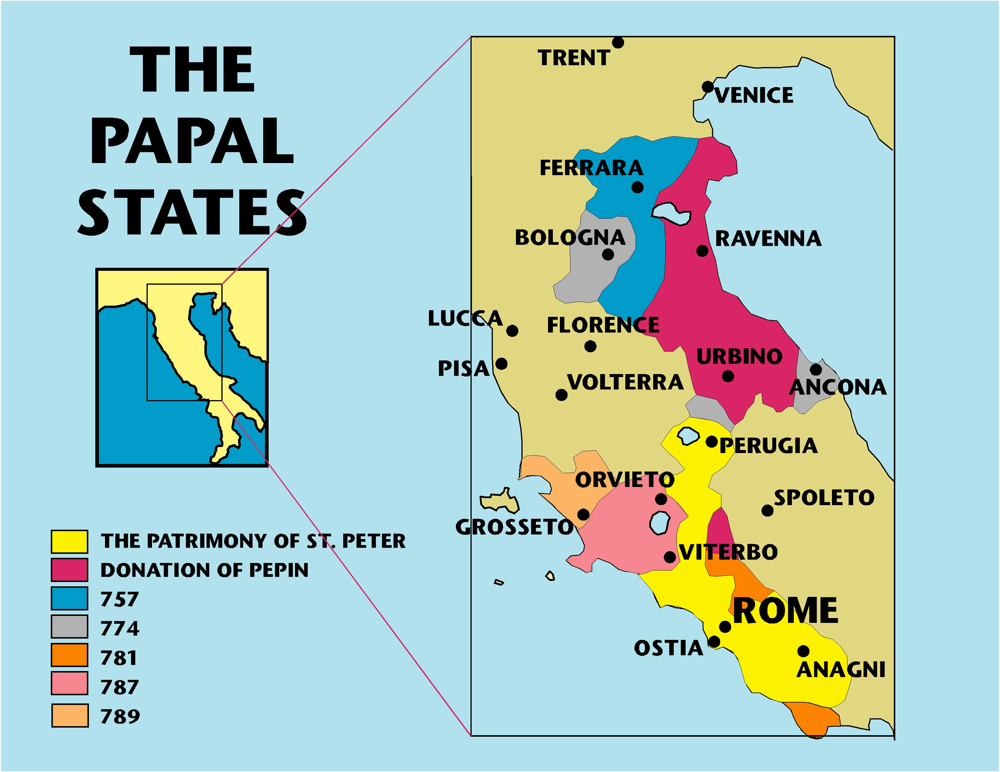 THE
PAPAL
STATES
THE PATRIMONY OF ST. PETER
DONATION OF PEPIN
757
774
781
787
789
TRENT
VENICE
FERRARA
BOLOGNA
RAVENNA
LUCCA
FLORENCE
PISA
URBINO
VOLTERRA
ANCONA
PERUGIA
ORVIETO
SPOLETO
GROSSETO
VITERBO
ROME
OSTIA
ANAGNI